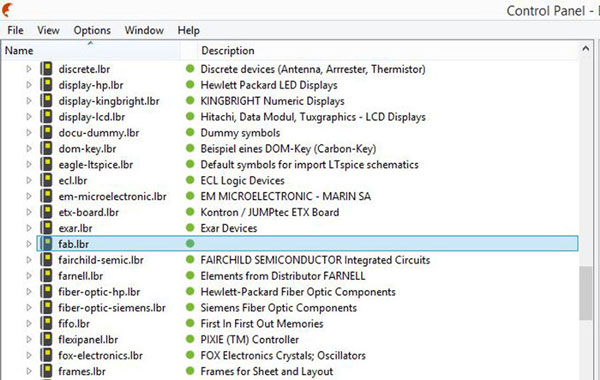 Control Panel - E
File View Options Window Help
Name Description
discrete.lbr Discrete devices (Antenna, Arrrester, Thermistor)
display-hp.lbr Hewlett Packard LED Displays
display-kingbright.lbr KINGBRIGHT Numeric Displays
display-lcd.lbr Hitachi, Data Modul, Tuxgraphics - LCD Displays
docu-dummy.lbr Dummy symbols
dom-key.lbr Beispiel eines DOM-Key (Carbon-Key)
eagle-ltspice.lbr Default symbols for import LTspice schematics
ecl.lbr ECL Logic Devices
em-microelectronic.lbr EM MICROELECTRONIC - MARIN SA
etx-board.lbr Kontron / JUMPtec ETX Board
exar.lbr Exar Devices
fab.lbr
fairchild-semic.lbr FAIRCHILD SEMICONDUCTOR Integrated Circuits
farnell.lbr Elements from Distributor FARNELL
fiber-optic-hp.lbr Hewlett-Packard Fiber Optic Components
fiber-optic-siemens.lbr Siemens Fiber Optic Components
fifo.lbr First In First Out Memories
flexipanel.lbr PIXIE (TM) Controller
fox-electronics.lbr FOX Electronics Crystals; Oscillators
frames.lbr Frames for Sheet and Layout